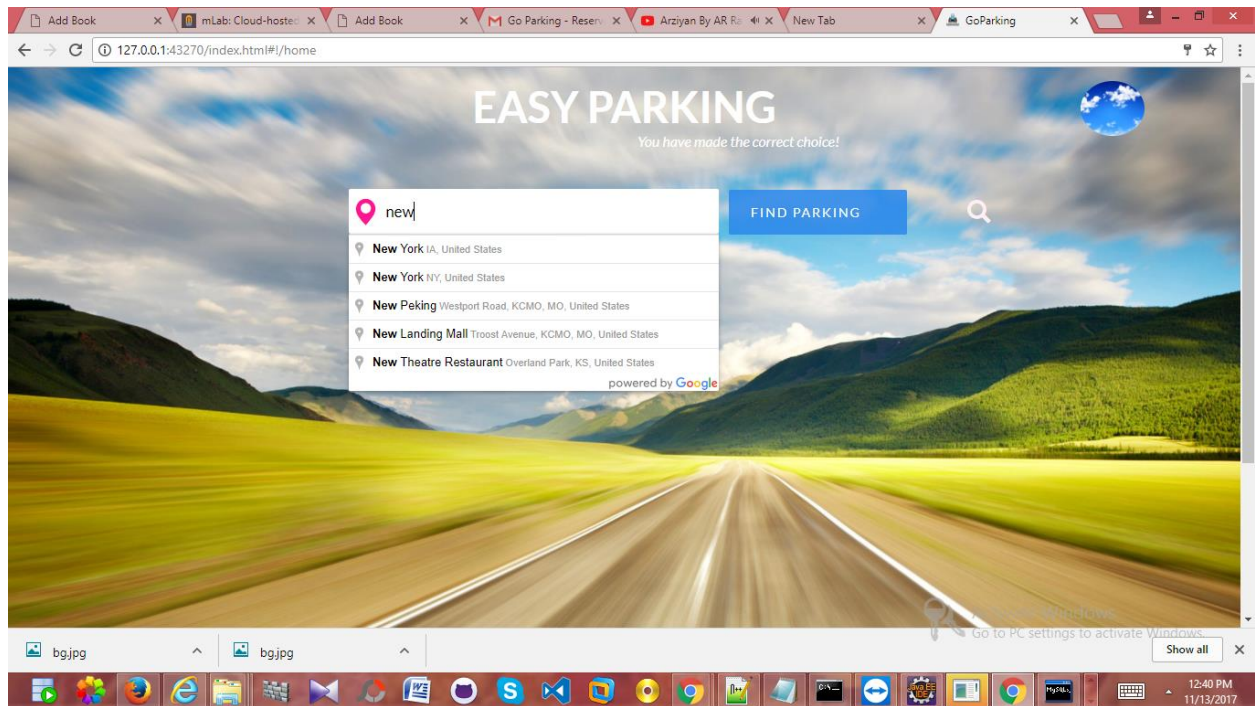 Add Book
mLab: Cloud-hosted
Add Book
Go Parking - Reserv
Arziyan By AR Ra
New Tab
GoParking
127.0.0.1:43270/index.html#!/home
EASY PARKING
You have made the correct choice!
new
FIND PARKING
New York IA, United States
New York NY, United States
New Peking Westport Road, KCMO, MO, United States
New Landing Mall Troost Avenue, KCMO, MO, United States
New Theatre Restaurant Overland Park, KS, United States
powered by Google
Windows
Go to PC settings to activate Windows.
bg.jpg
bg.jpg
Show all
12:40 PM
11/13/2017